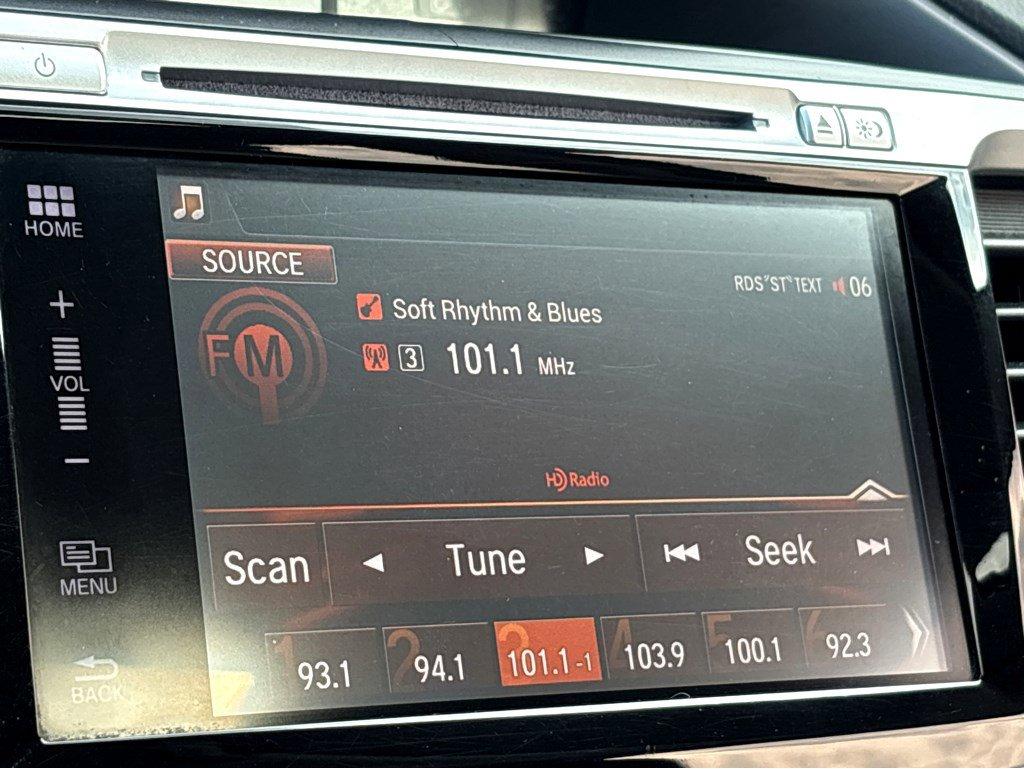 HOME
+
VOL
−
MENU
BACK
SOURCE
RDS "ST" TEXT 06
FM
Soft Rhythm & Blues
3 101.1 MHz
HD Radio
Scan ◄ Tune ► Seek
1 93.1
2 94.1
3 101.1-1
4 103.9
5 100.1
6 92.3